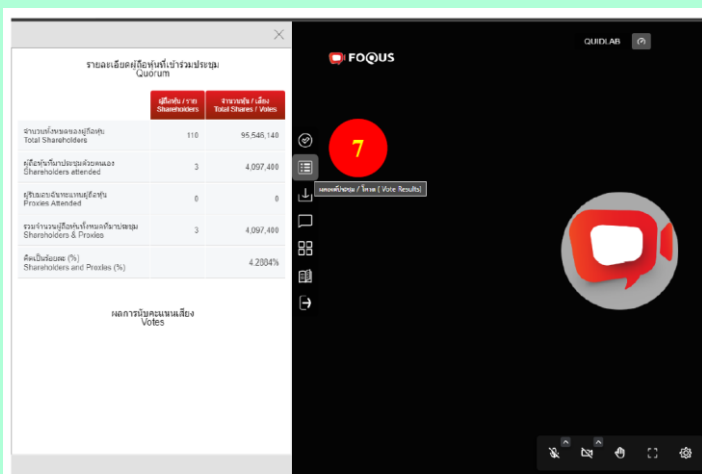 รายละเอียดผู้ถือหุ้นที่เข้าร่วมประชุม
Quorum
ผู้ถือหุ้น / ราย จำนวนหุ้น / เสียง
Shareholders Total Shares / Votes
จำนวนทั้งหมดของผู้ถือหุ้น
Total Shareholders 110 95,546,140
ผู้ถือหุ้นที่มาประชุมด้วยตนเอง
Shareholders attended 3 4,097,400
ผู้รับมอบฉันทะแทนผู้ถือหุ้น
Proxies Attended 0 0
รวมจำนวนผู้ถือหุ้นทั้งหมดที่มาประชุม
Shareholders & Proxies 3 4,097,400
คิดเป็นร้อยละ (%)
Shareholders and Proxies (%) 4.2884%
ผลการนับคะแนนเสียง
Votes
FOQUS
QUIDLAB
7
/ โหวต ( Vote Results)